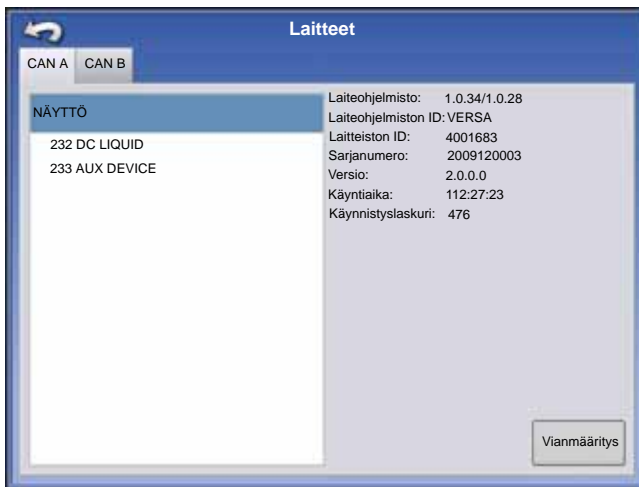 Laitteet
CAN A CAN B
NÄYTTÖ
232 DC LIQUID
233 AUX DEVICE
Laiteohjelmisto: 1.0.34/1.0.28
Laiteohjelmiston ID: VERSA
Laitteiston ID: 4001683
Sarjanumero: 2009120003
Versio: 2.0.0.0
Käyntiaika: 112:27:23
Käynnistyslaskuri: 476
Vianmääritys